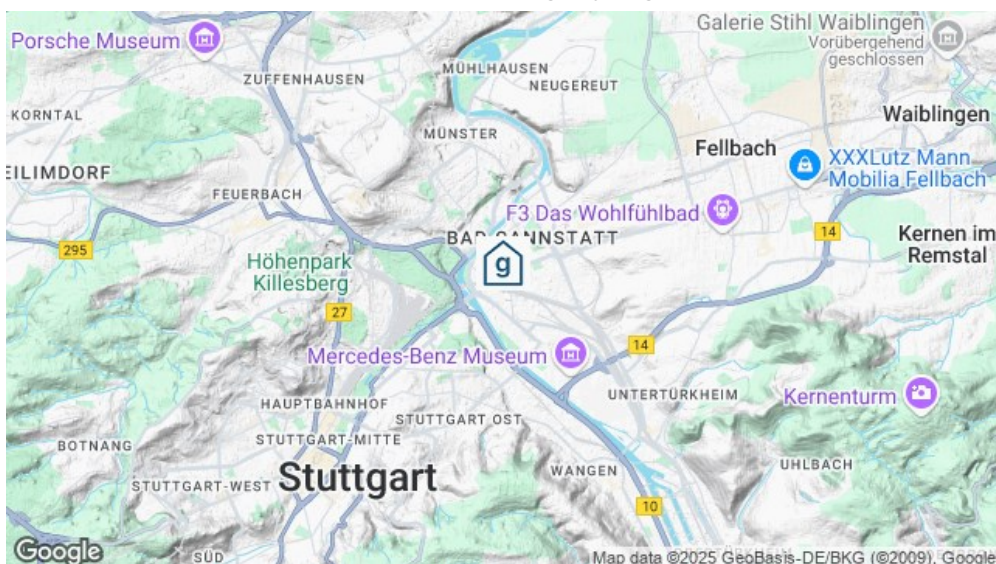 Galerie Stihl Waiblingen
Vorübergehend
geschlossen
Porsche Museum
MÜHLHAUSEN
ZUFFENHAUSEN
NEUGEREUT
KORNTAL
Waiblingen
MÜNSTER
Fellbach
XXXLutz Mann
Mobilia Fellbach
EILIMDORF
FEUERBACH
F3 Das Wohlfühlbad
BAD CANNSTATT
14
Kernen im
Remstal
295
Höhenpark
Killesberg
g
27
14
Mercedes-Benz Museum
UNTERTÜRKHEIM
Kernenturm
HAUPTBAHNHOF
STUTTGART OST
BOTNANG
STUTTGART-MITTE
UHLBACH
WANGEN
STUTTGART-WEST
Stuttgart
10
Google
SÜD
Map data ©2025 GeoBasis-DE/BKG (©2009), Google